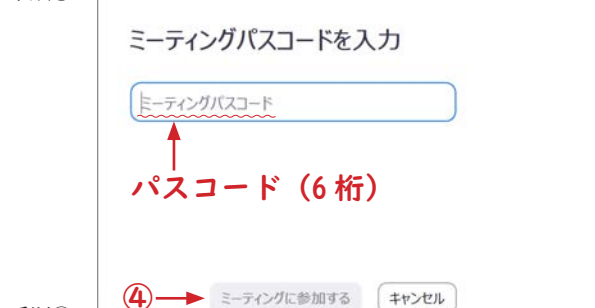 ミーティングパスコードを入力
ミーティングパスコード
パスコード（6 桁）
④
ミーティングに参加する
キャンセル